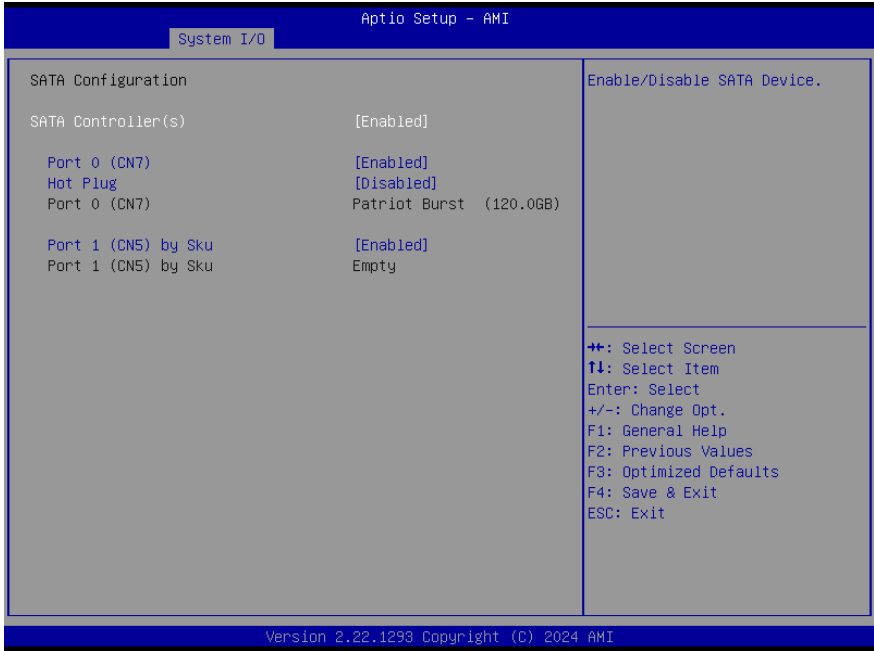 Aptio Setup – AMI
System I/O
SATA Configuration
SATA Controller(s) [Enabled]
Port 0 (CN7) [Enabled]
Hot Plug [Disabled]
Port 0 (CN7) Patriot Burst (120.0GB)
Port 1 (CN5) by Sku [Enabled]
Port 1 (CN5) by Sku Empty
Enable/Disable SATA Device.
→←: Select Screen
↑↓: Select Item
Enter: Select
+/-: Change Opt.
F1: General Help
F2: Previous Values
F3: Optimized Defaults
F4: Save & Exit
ESC: Exit
Version 2.22.1293 Copyright (C) 2024 AMI